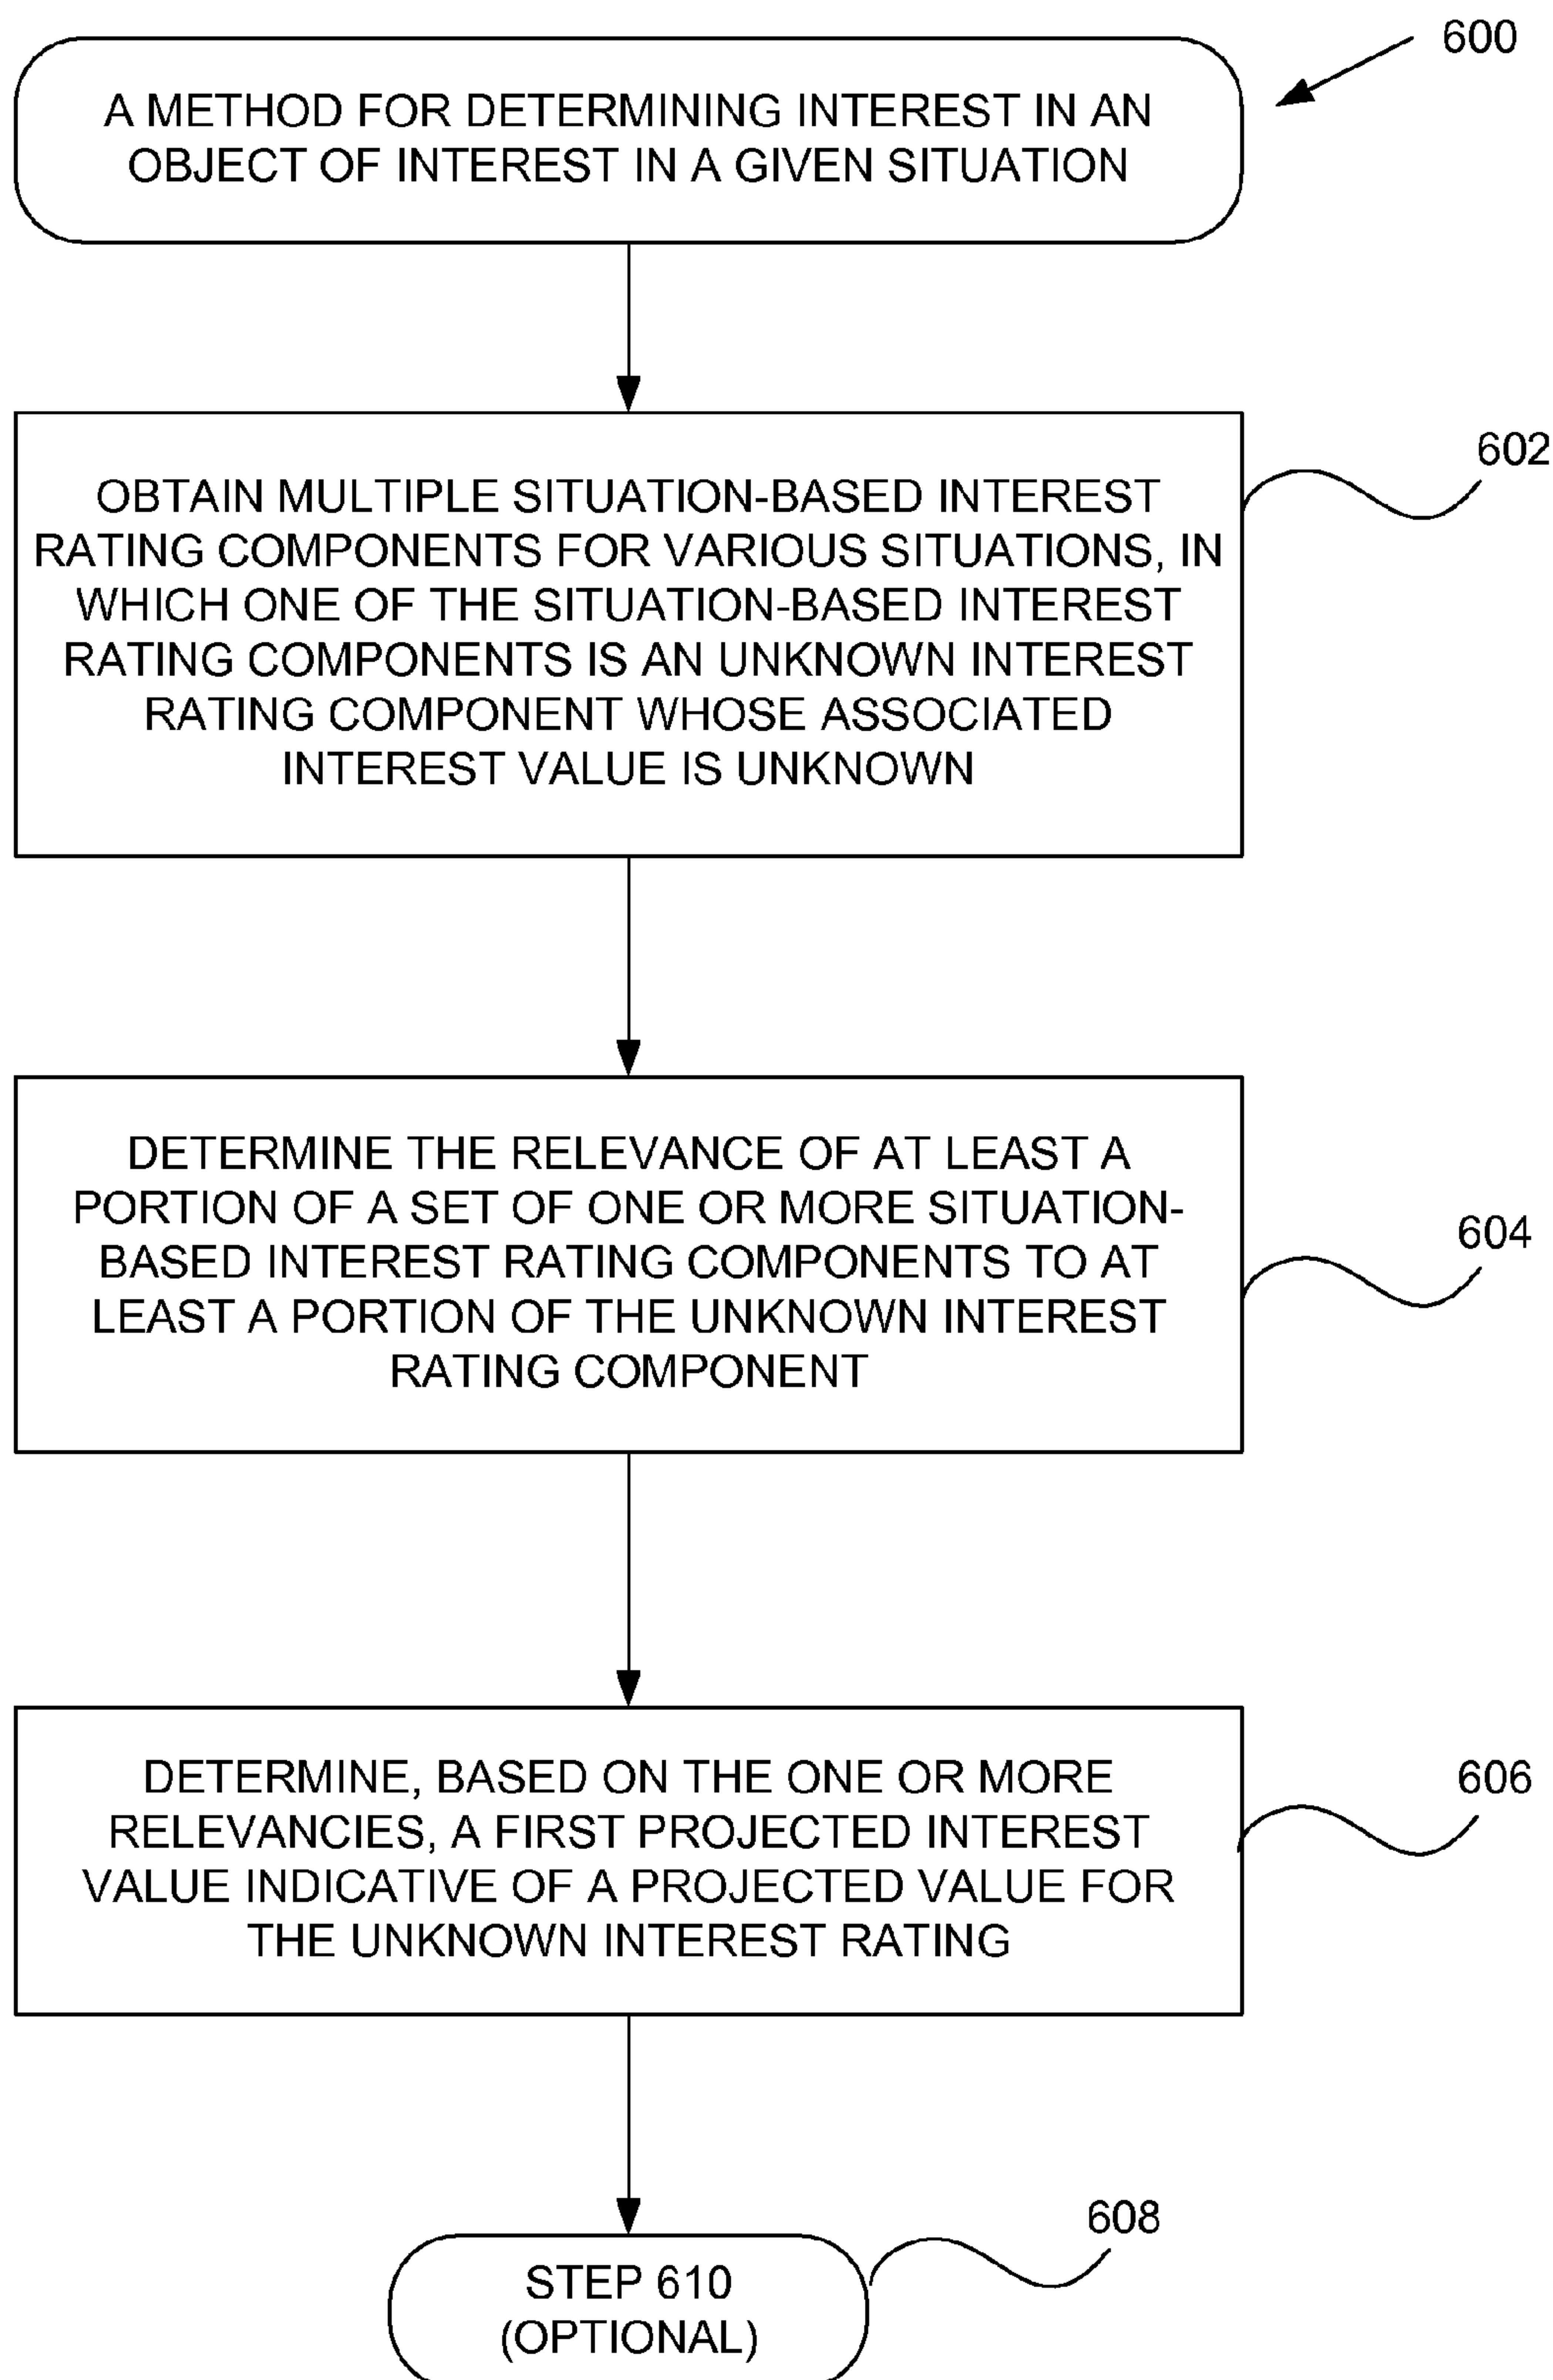 600
A METHOD FOR DETERMINING INTEREST IN AN
OBJECT OF INTEREST IN A GIVEN SITUATION
602
OBTAIN MULTIPLE SITUATION-BASED INTEREST
RATING COMPONENTS FOR VARIOUS SITUATIONS, IN
WHICH ONE OF THE SITUATION-BASED INTEREST
RATING COMPONENTS IS AN UNKNOWN INTEREST
RATING COMPONENT WHOSE ASSOCIATED
INTEREST VALUE IS UNKNOWN
604
DETERMINE THE RELEVANCE OF AT LEAST A
PORTION OF A SET OF ONE OR MORE SITUATION-
BASED INTEREST RATING COMPONENTS TO AT
LEAST A PORTION OF THE UNKNOWN INTEREST
RATING COMPONENT
606
DETERMINE, BASED ON THE ONE OR MORE
RELEVANCIES, A FIRST PROJECTED INTEREST
VALUE INDICATIVE OF A PROJECTED VALUE FOR
THE UNKNOWN INTEREST RATING
608
STEP 610
(OPTIONAL)